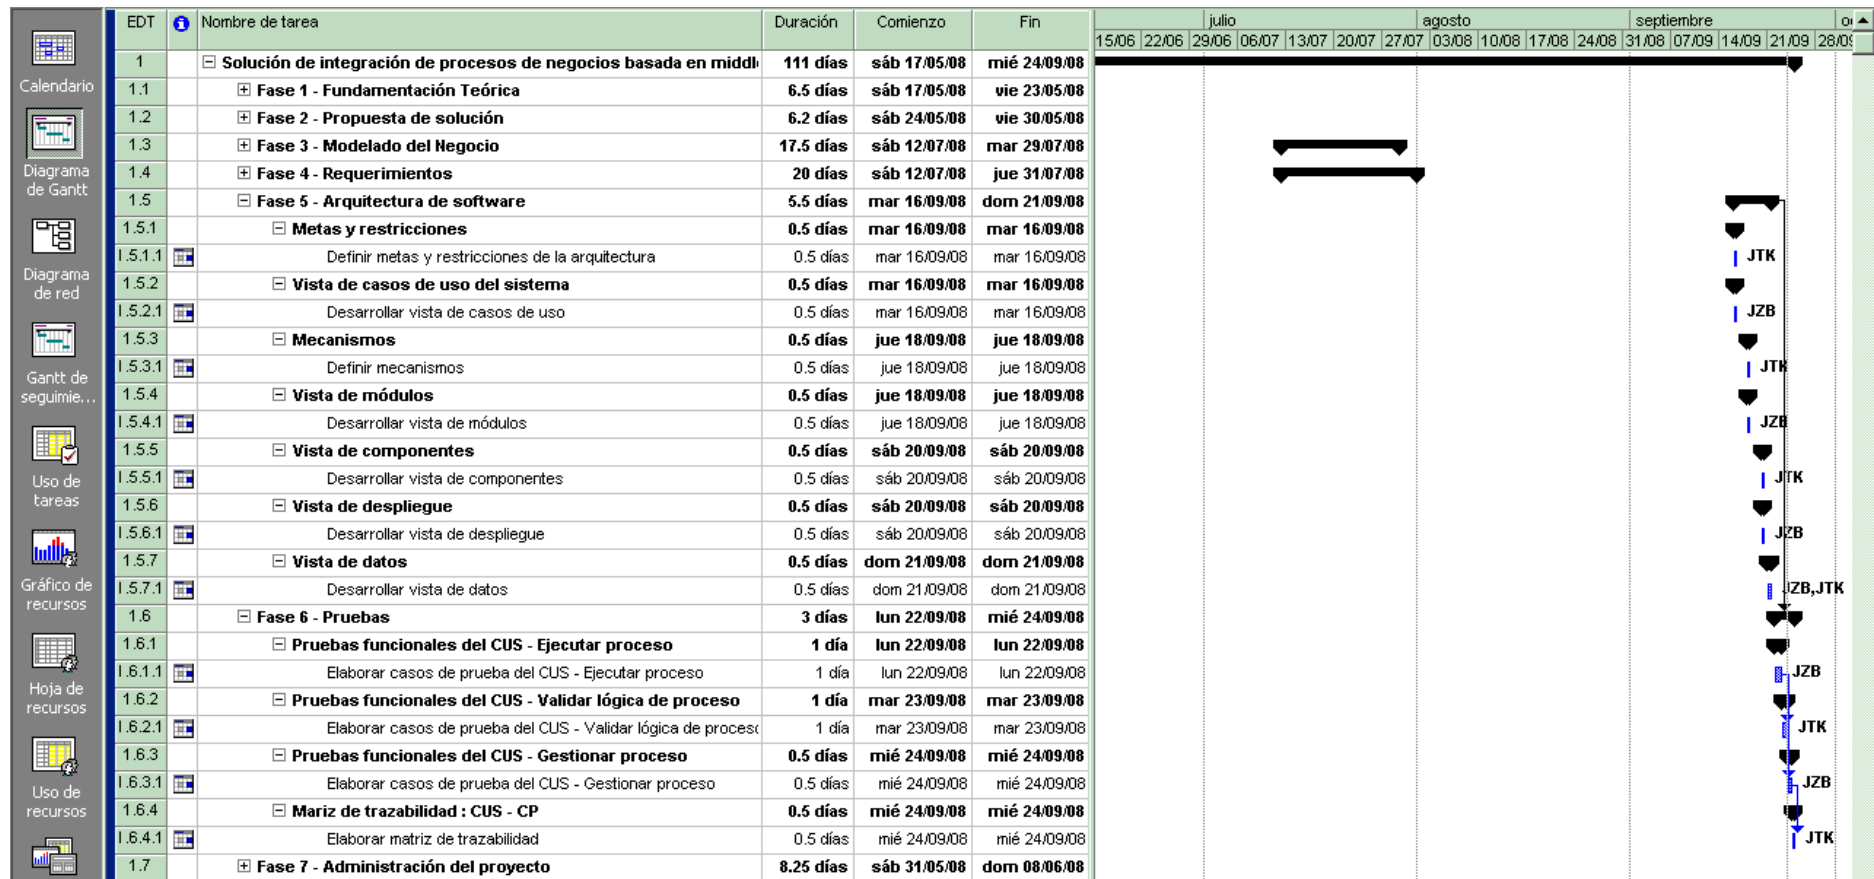 Calendario
Diagrama
de Gantt
Diagrama
de red
Gantt de
seguimie...
Uso de
tareas
Gráfico de
recursos
Hoja de
recursos
Uso de
recursos
EDT Nombre de tarea Duración Comienzo Fin
julio agosto septiembre
15/06 22/06 29/06 06/07 13/07 20/07 27/07 03/08 10/08 17/08 24/08 31/08 07/09 14/09 21/09 28/09
1 Solución de integración de procesos de negocios basada en 111 días sáb 17/05/08 mié 24/09/08
1.1 Fase 1 - Fundamentación Teórica 6.5 días sáb 17/05/08 vie 23/05/08
1.2 Fase 2 - Propuesta de solución 6.2 días sáb 24/05/08 vie 30/05/08
1.3 Fase 3 - Modelado del Negocio 17.5 días sáb 12/07/08 mar 29/07/08
1.4 Fase 4 - Requerimientos 20 días sáb 12/07/08 jue 31/07/08
1.5 Fase 5 - Arquitectura de software 5.5 días mar 16/09/08 dom 21/09/08
1.5.1 Metas y restricciones 0.5 días mar 16/09/08 mar 16/09/08
1.5.1.1 Definir metas y restricciones de la arquitectura 0.5 días mar 16/09/08 mar 16/09/08 JTK
1.5.2 Vista de casos de uso del sistema 0.5 días mar 16/09/08 mar 16/09/08
1.5.2.1 Desarrollar vista de casos de uso 0.5 días mar 16/09/08 mar 16/09/08 JZB
1.5.3 Mecanismos 0.5 días jue 18/09/08 jue 18/09/08
1.5.3.1 Definir mecanismos 0.5 días jue 18/09/08 jue 18/09/08 JTK
1.5.4 Vista de módulos 0.5 días jue 18/09/08 jue 18/09/08
1.5.4.1 Desarrollar vista de módulos 0.5 días jue 18/09/08 jue 18/09/08 JZB
1.5.5 Vista de componentes 0.5 días sáb 20/09/08 sáb 20/09/08
1.5.5.1 Desarrollar vista de componentes 0.5 días sáb 20/09/08 sáb 20/09/08 JTK
1.5.6 Vista de despliegue 0.5 días sáb 20/09/08 sáb 20/09/08
1.5.6.1 Desarrollar vista de despliegue 0.5 días sáb 20/09/08 sáb 20/09/08 JZB
1.5.7 Vista de datos 0.5 días dom 21/09/08 dom 21/09/08
1.5.7.1 Desarrollar vista de datos 0.5 días dom 21/09/08 dom 21/09/08 JZB,JTK
1.6 Fase 6 - Pruebas 3 días lun 22/09/08 mié 24/09/08
1.6.1 Pruebas funcionales del CUS - Ejecutar proceso 1 día lun 22/09/08 lun 22/09/08
1.6.1.1 Elaborar casos de prueba del CUS - Ejecutar proceso 1 día lun 22/09/08 lun 22/09/08 JZB
1.6.2 Pruebas funcionales del CUS - Validar lógica de proceso 1 día mar 23/09/08 mar 23/09/08
1.6.2.1 Elaborar casos de prueba del CUS - Validar lógica de proceso 1 día mar 23/09/08 mar 23/09/08 JTK
1.6.3 Pruebas funcionales del CUS - Gestionar proceso 0.5 días mié 24/09/08 mié 24/09/08
1.6.3.1 Elaborar casos de prueba del CUS - Gestionar proceso 0.5 días mié 24/09/08 mié 24/09/08 JZB
1.6.4 Mariz de trazabilidad : CUS - CP 0.5 días mié 24/09/08 mié 24/09/08
1.6.4.1 Elaborar matriz de trazabilidad 0.5 días mié 24/09/08 mié 24/09/08 JTK
1.7 Fase 7 - Administración del proyecto 8.25 días sáb 31/05/08 dom 08/06/08